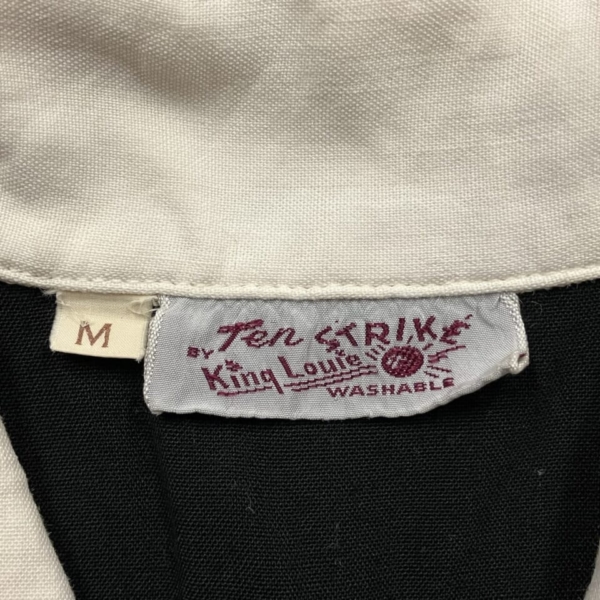 M
Ten STRIKE
BY King Louie
WASHABLE